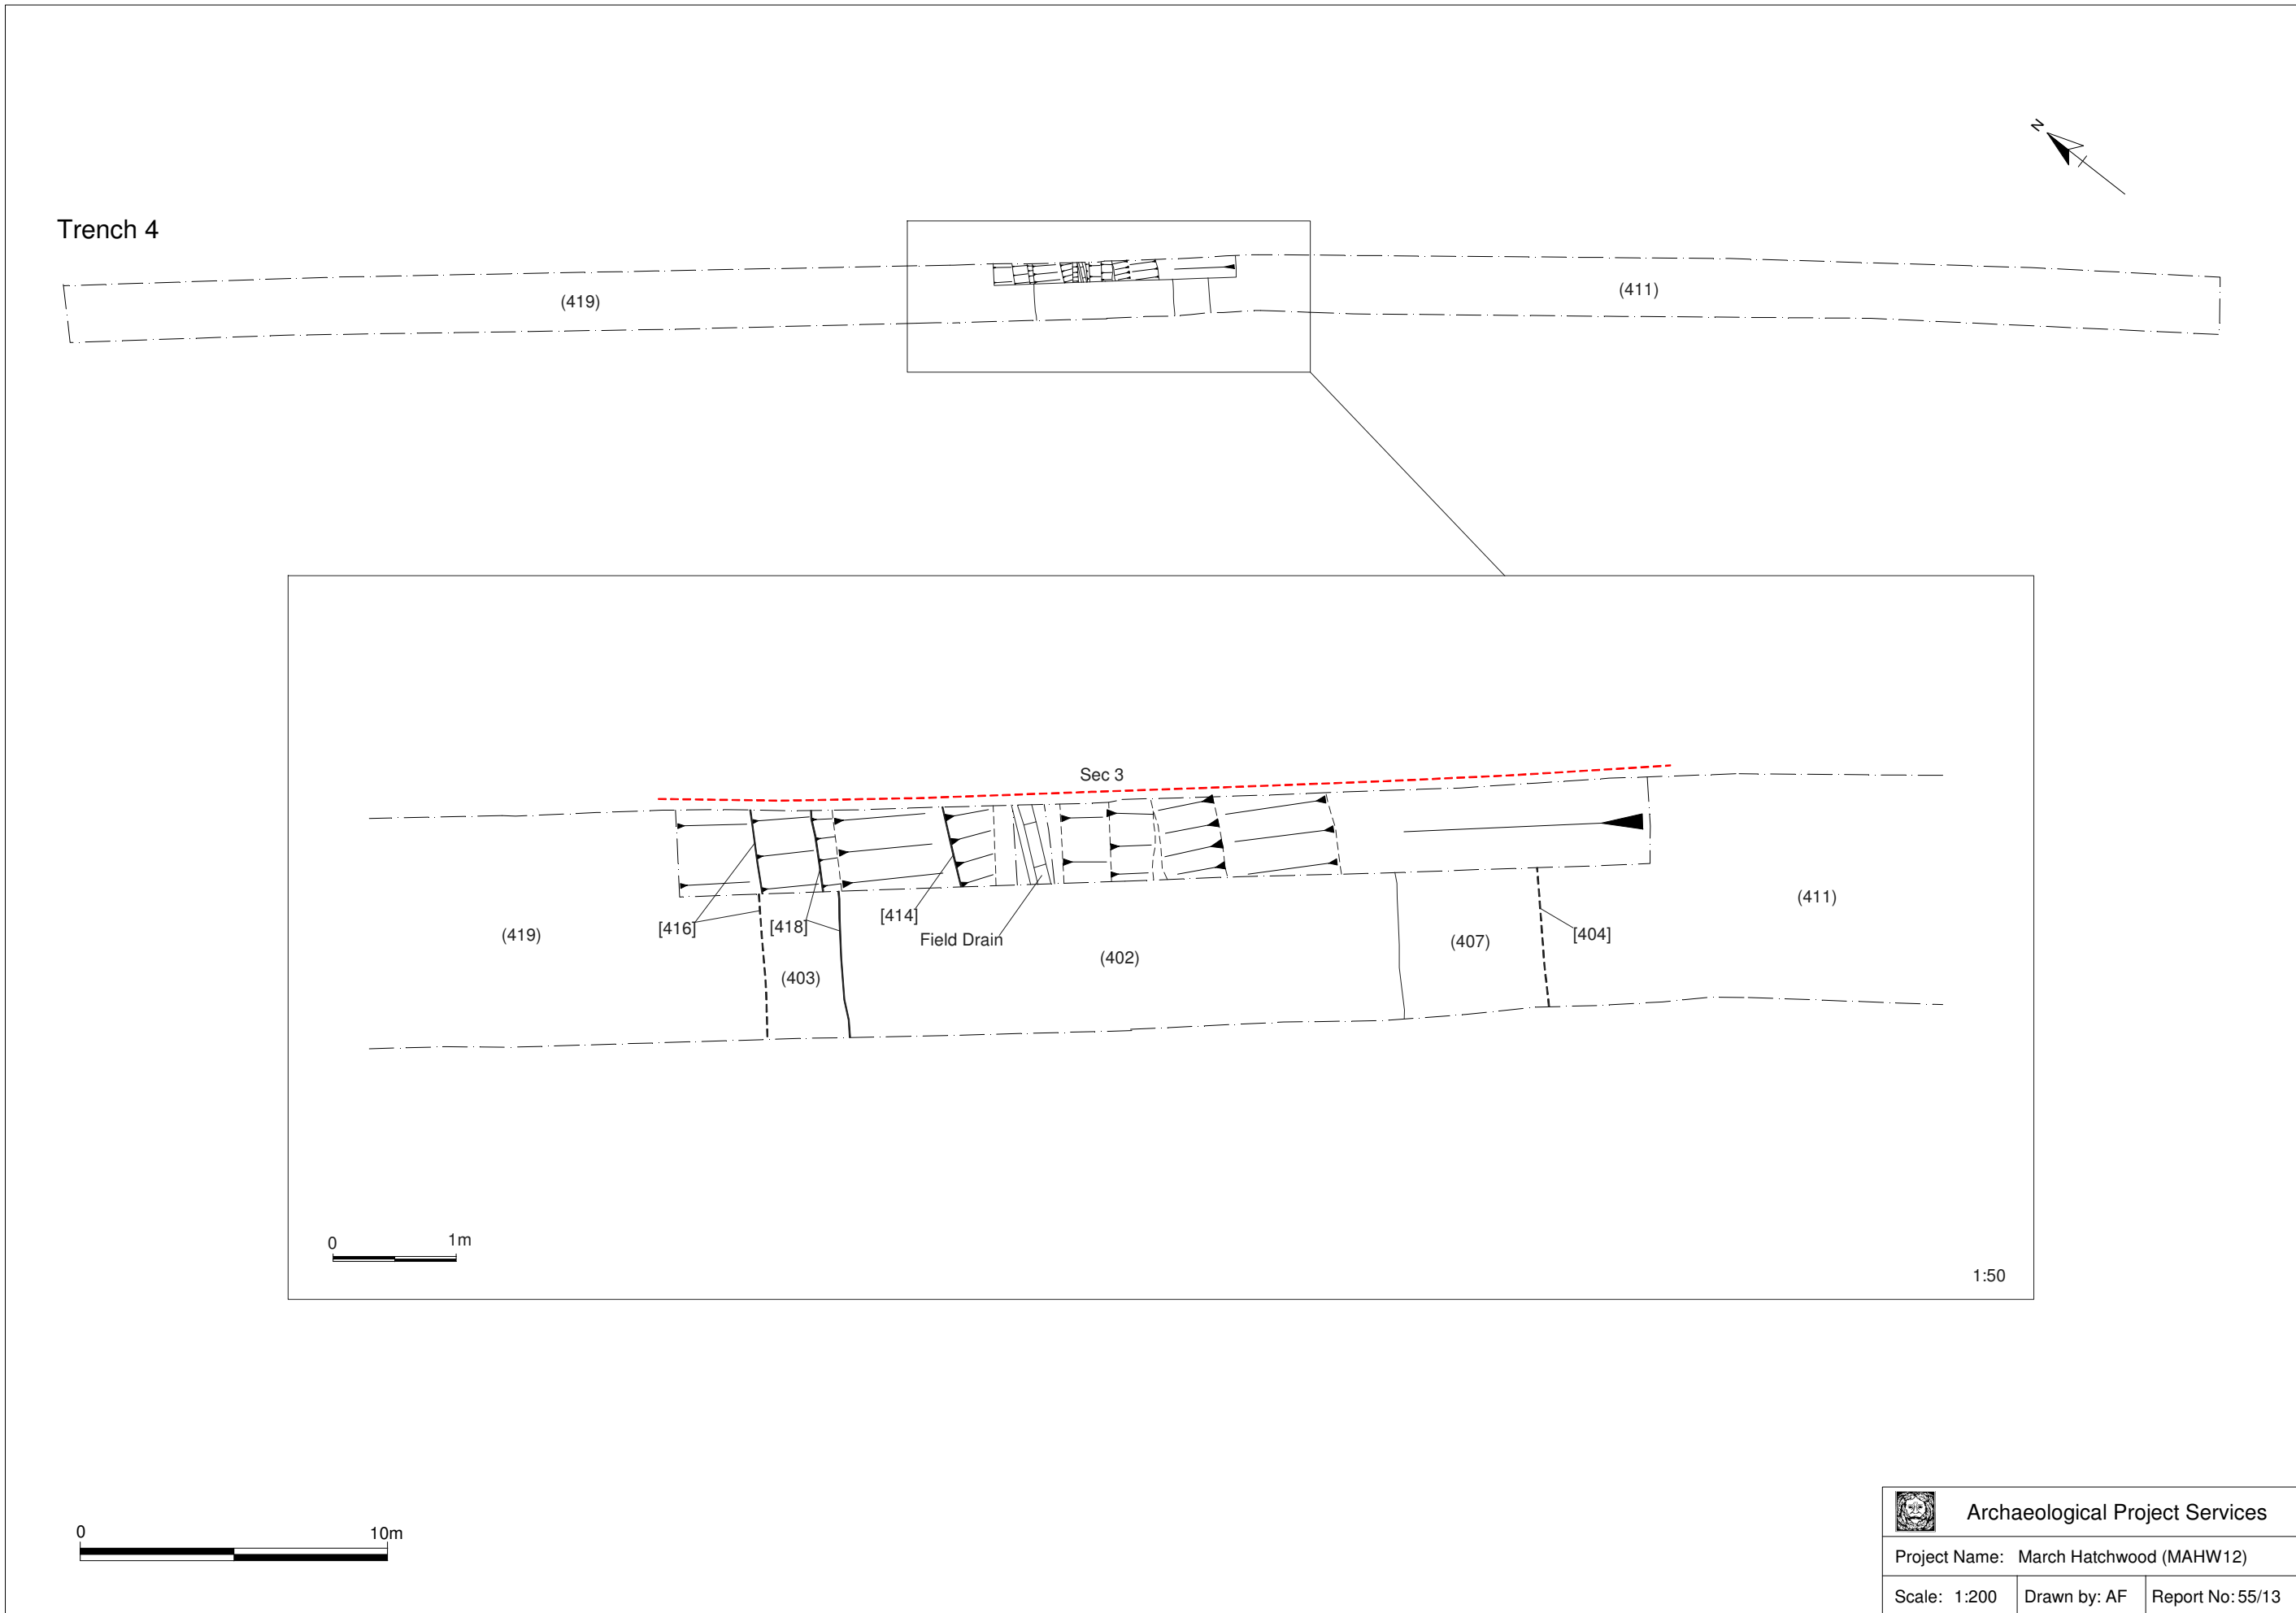 N
Trench 4
(419)
(411)
Sec 3
[416]
[418]
[414]
Field Drain
(419)
(403)
(402)
(407)
[404]
(411)
0 1m
1:50
0 10m
Archaeological Project Services
Project Name: March Hatchwood (MAHW12)
Scale: 1:200 Drawn by: AF Report No: 55/13